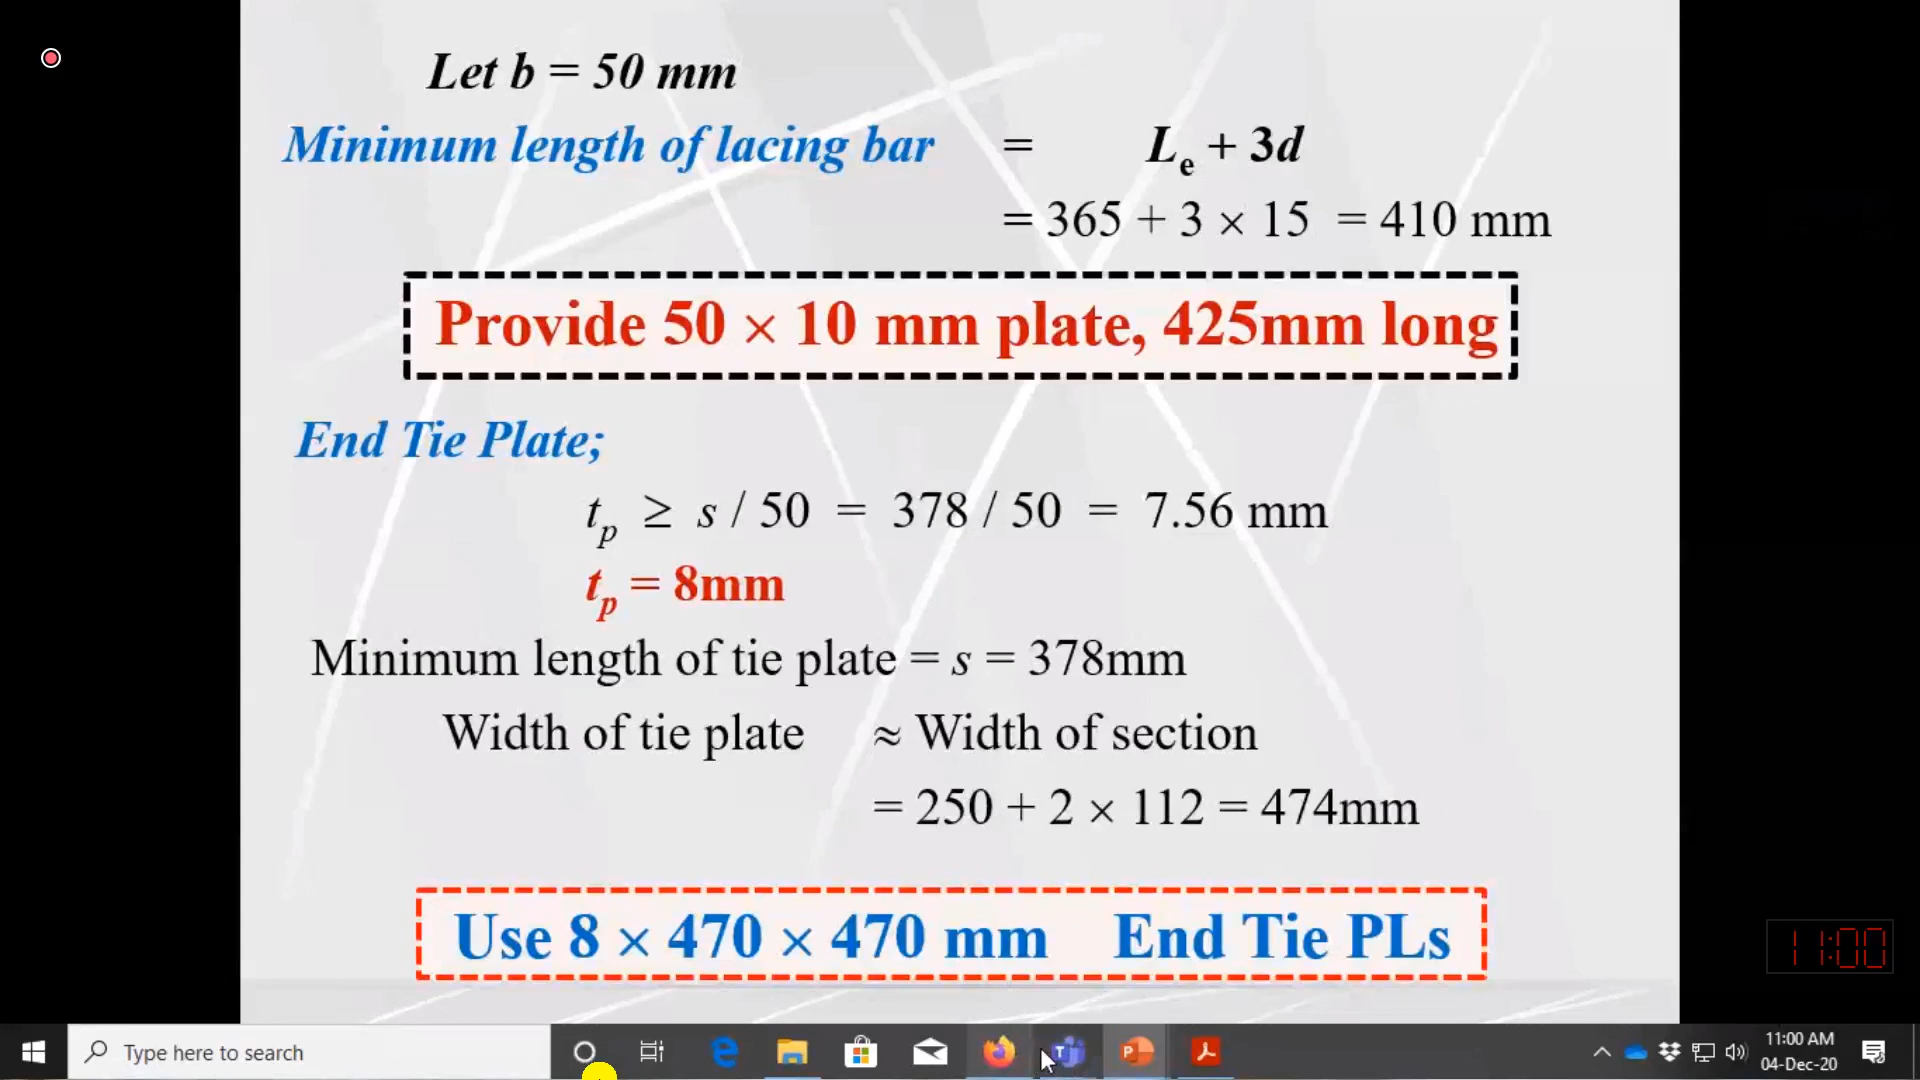 Let b = 50 mm
Minimum length of lacing bar = Le + 3d
= 365 + 3 × 15 = 410 mm
Provide 50 × 10 mm plate, 425mm long
End Tie Plate;
tp ≥ s / 50 = 378 / 50 = 7.56 mm
tp = 8mm
Minimum length of tie plate = s = 378mm
Width of tie plate ≈ Width of section
= 250 + 2 × 112 = 474mm
Use 8 × 470 × 470 mm End Tie PLs
11:00
Type here to search
11:00 AM
04-Dec-20